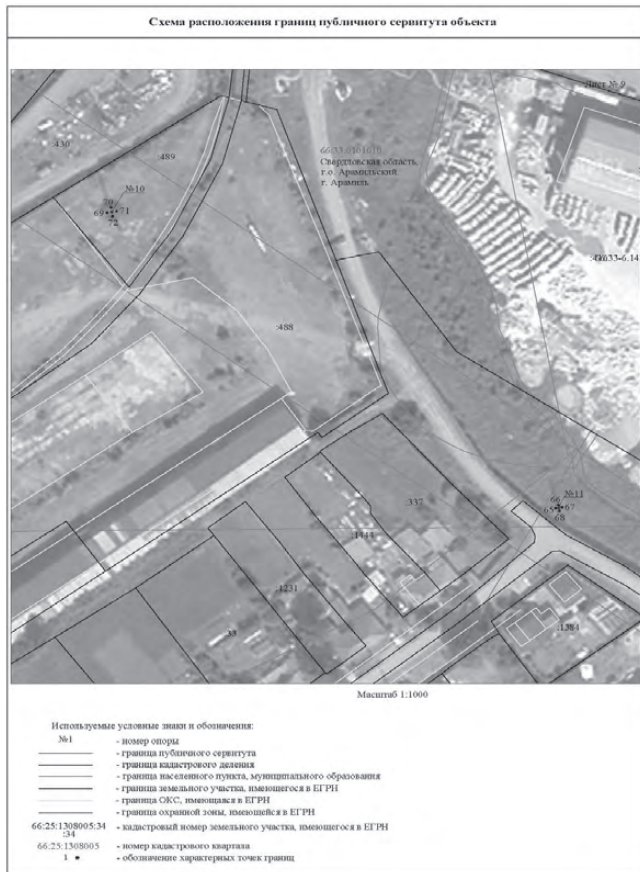 Схема расположения границ публичного сервитута объекта
Лист № 9
:430
:489
66:33:0101010
Свердловская область,
г.о. Арамильский
г. Арамиль
№10
70
69 71
72
:488
:337
№11
66
65 67
68
:1444
:1231
:33
:1384
Масштаб 1:1000
Используемые условные знаки и обозначения:
№1 - номер опоры
- граница публичного сервитута
- граница кадастрового деления
- граница населенного пункта, муниципального образования
- граница земельного участка, имеющегося в ЕГРН
- граница ОКС, имеющаяся в ЕГРН
- граница охранной зоны, имеющейся в ЕГРН
66:25:1308005:34
:34 - кадастровый номер земельного участка, имеющегося в ЕГРН
66:25:1308005 - номер кадастрового квартала
1 - обозначение характерных точек границ